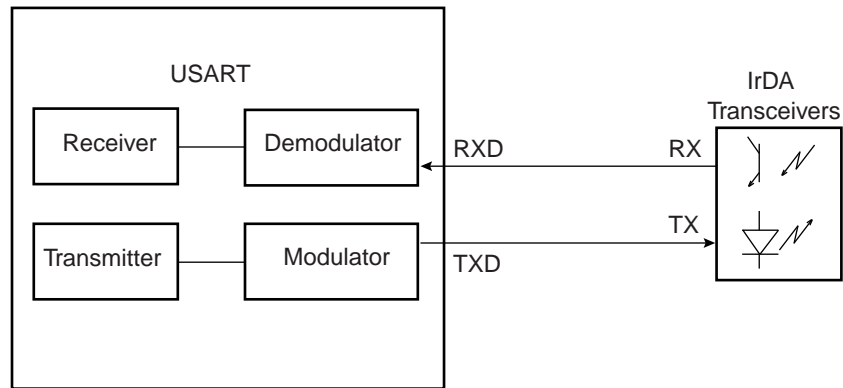 USART
IrDA
Transceivers
Receiver
Demodulator
RXD
RX
Transmitter
Modulator
TX
TXD